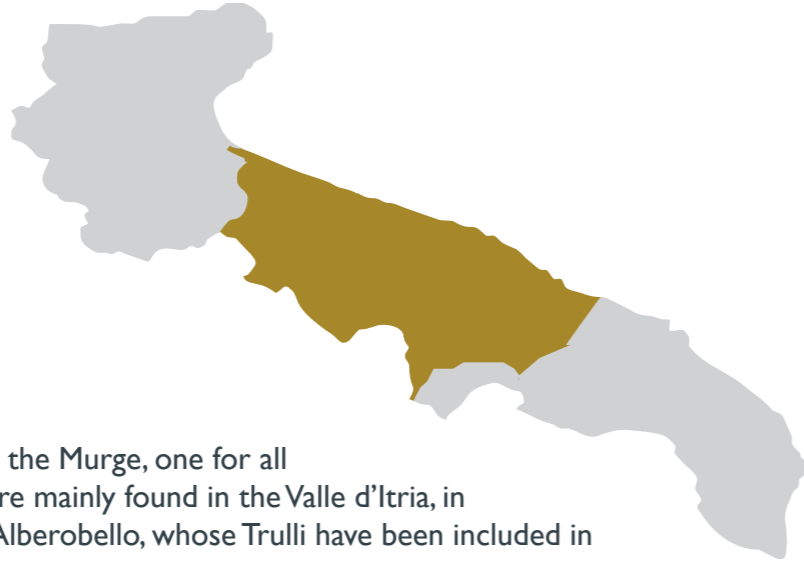 the Murge, one for all
re mainly found in the Valle d’Itria, in
Alberobello, whose Trulli have been included in